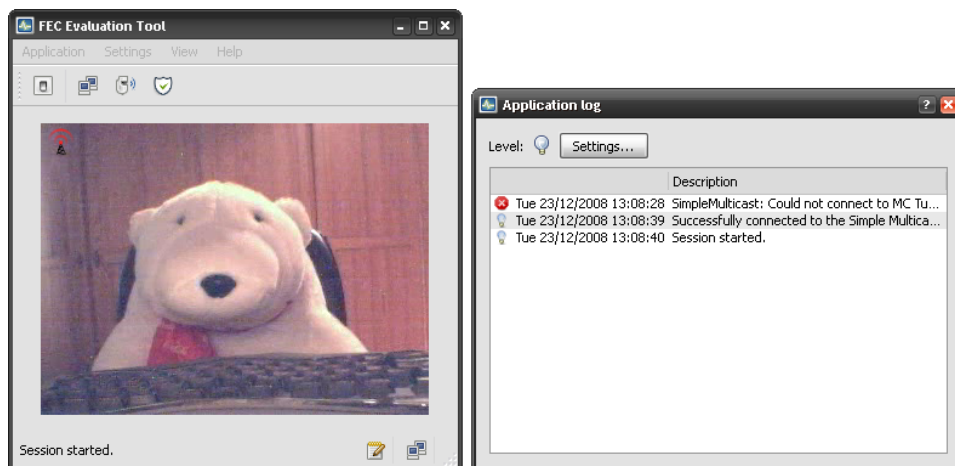 FEC Evaluation Tool
Application Settings View Help
Session started.
Application log
Level: Settings...
Description
Tue 23/12/2008 13:08:28 SimpleMulticast: Could not connect to MC Tu...
Tue 23/12/2008 13:08:39 Successfully connected to the Simple Multica...
Tue 23/12/2008 13:08:40 Session started.